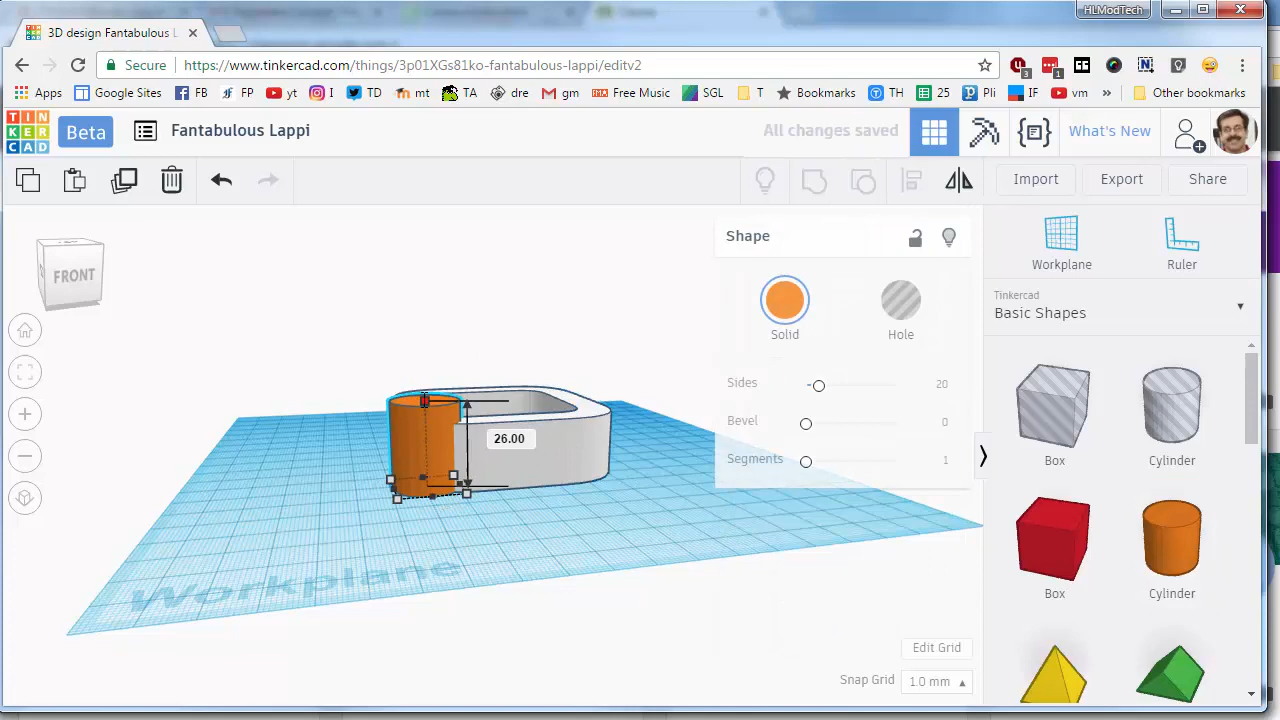 HLModTech
3D design Fantabulous L
Secure https://www.tinkercad.com/things/3p01XGs81ko-fantabulous-lappi/editv2
3 1
Apps Google Sites FB FP yt I TD mt TA dre gm Free Music SGL T Bookmarks TH 25 Pli IF vm » Other bookmarks
TIN
KER
CAD
Beta Fantabulous Lappi All changes saved What's New
Import Export Share
Shape
FRONT
Workplane Ruler
Tinkercad
Basic Shapes
Solid Hole
Sides 20
Bevel 0
Segments 1
26.00
Box Cylinder
Workplane
Box Cylinder
Edit Grid
Snap Grid 1.0 mm